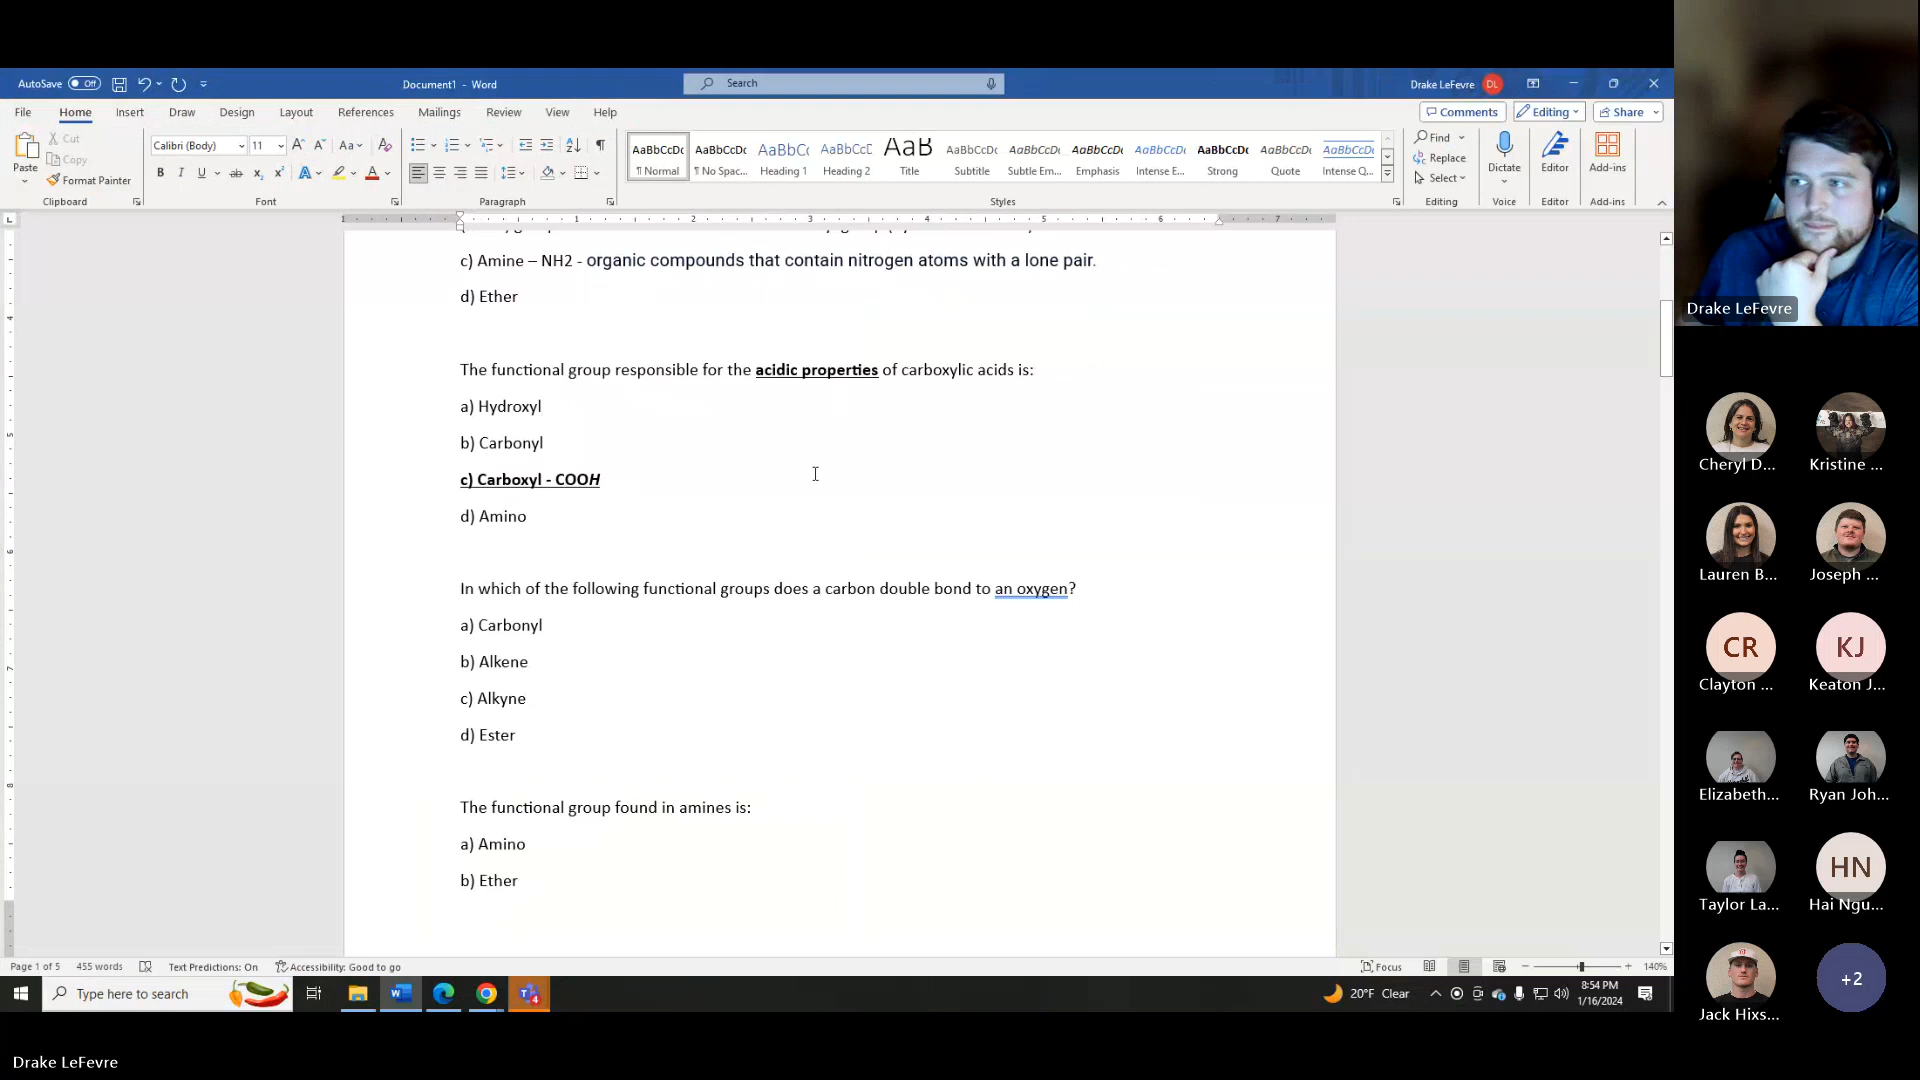 AutoSave Off
Document1 - Word
Search
Drake LeFevre DL
File Home Insert Draw Design Layout References Mailings Review View Help
Comments Editing Share
Paste
Cut
Copy
Format Painter
Clipboard
Calibri (Body) 11
Font
Paragraph
AaBbCcDc AaBbCcDc AaBbCc AaBbCcC AaB AaBbCcDc AaBbCcDc AaBbCcDc AaBbCcDc AaBbCcDc AaBbCcDc AaBbCcDc
¶ Normal ¶ No Spac... Heading 1 Heading 2 Title Subtitle Subtle Em... Emphasis Intense E... Strong Quote Intense Q...
Styles
Find
Replace
Select
Editing
Dictate
Voice
Editor
Editor
Add-ins
Add-ins
c) Amine – NH2 - organic compounds that contain nitrogen atoms with a lone pair.
d) Ether
The functional group responsible for the acidic properties of carboxylic acids is:
a) Hydroxyl
b) Carbonyl
c) Carboxyl - COOH
d) Amino
In which of the following functional groups does a carbon double bond to an oxygen?
a) Carbonyl
b) Alkene
c) Alkyne
d) Ester
The functional group found in amines is:
a) Amino
b) Ether
Page 1 of 5 455 words Text Predictions: On Accessibility: Good to go
Focus 140%
Type here to search
20°F Clear
8:54 PM
1/16/2024
Drake LeFevre
Drake LeFevre
Cheryl D... Kristine ...
Lauren B... Joseph ...
CR KJ
Clayton ... Keaton J...
Elizabeth... Ryan Joh...
HN
Taylor La... Hai Ngu...
+2
Jack Hixs...